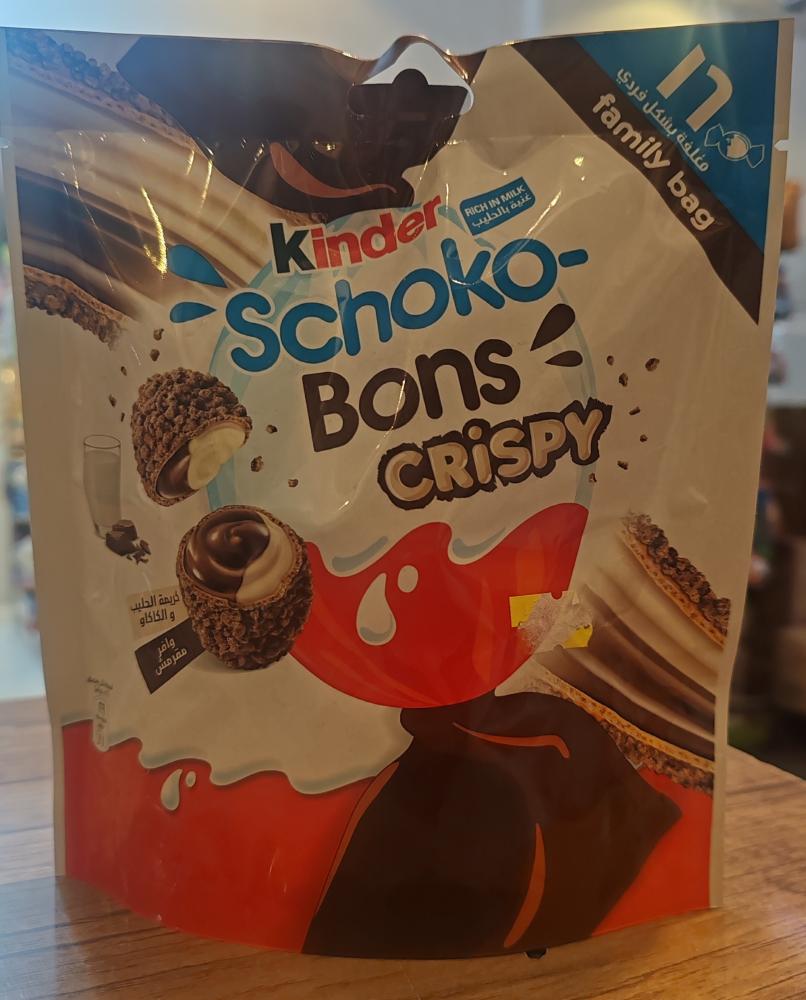 ١٦
مغلفة بشكل فردي
family bag
RICH IN MILK
غنية بالحليب
Kinder
Schoko-
Bons
CRiSPY
كريمة الحليب
و الكاكاو
وافر
مقرمش